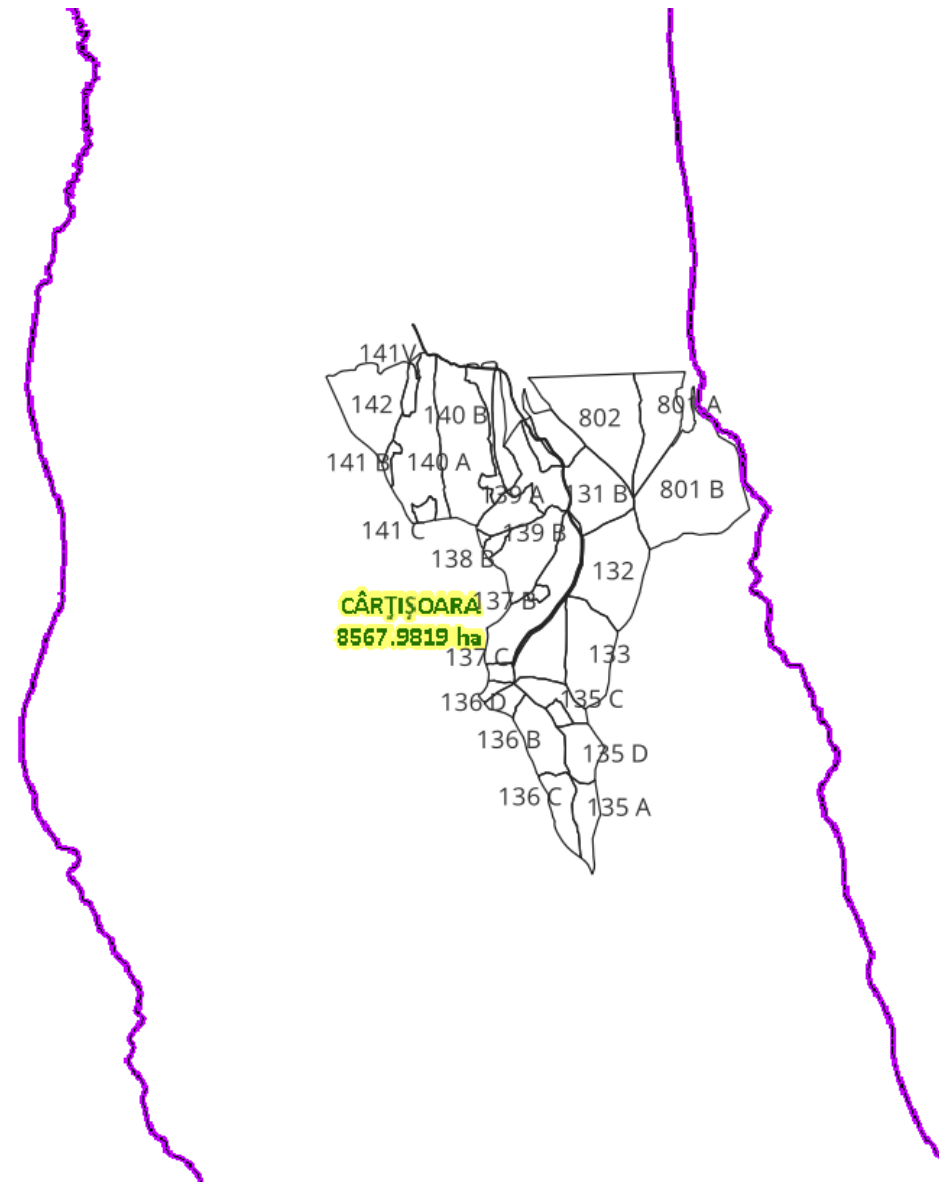 141V
142
140 B
802
801 A
141 B
140 A
139 A
131 B
801 B
141 C
139 B
138 B
132
137 B
CÂRŢIŞOARA
8567.9819 ha
137 C
133
136 D
135 C
136 B
135 D
136 C
135 A